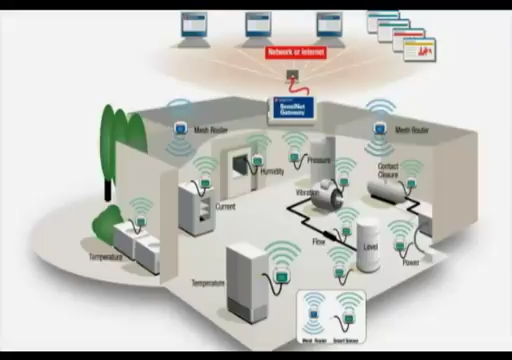 Network or Internet
SensiNet
Gateway
Mesh Router
Mesh Router
Humidity
Pressure
Contact
Closure
Vibration
Current
Flow
Level
Power
Temperature
Temperature
Mesh Router
Smart Sensor